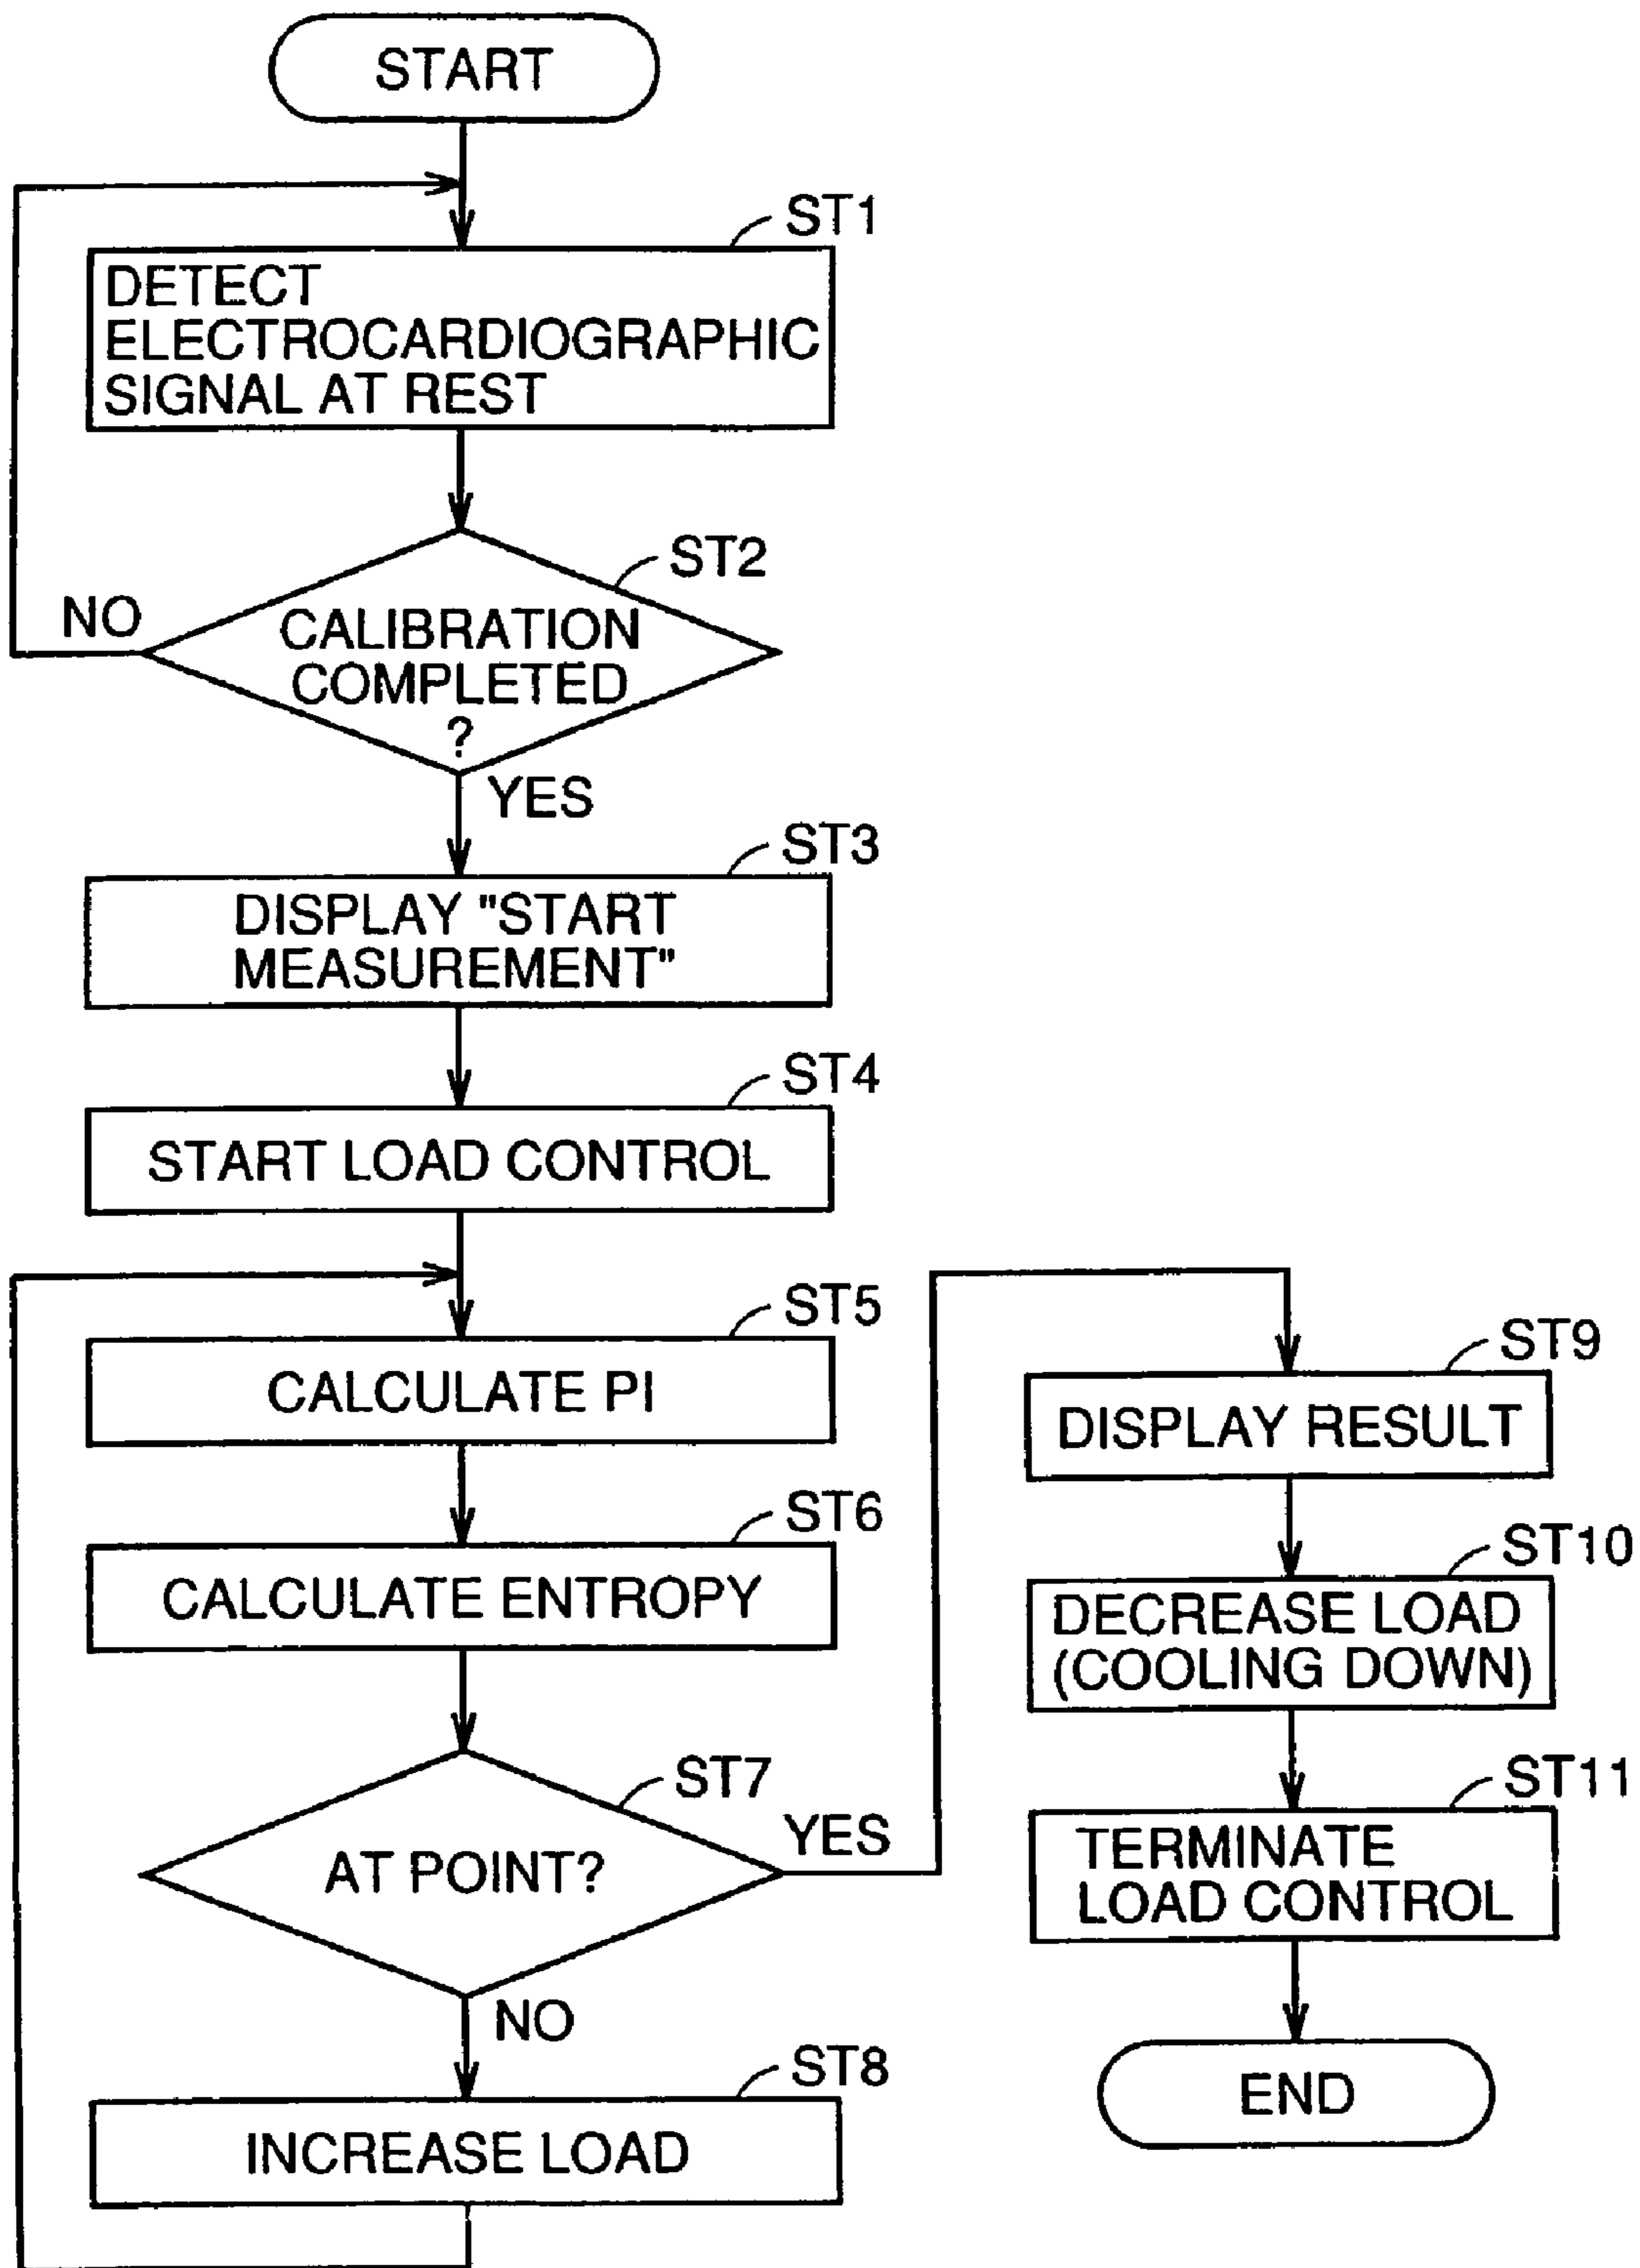 START
ST1
DETECT
ELECTROCARDIOGRAPHIC
SIGNAL AT REST
ST2
NO
CALIBRATION
COMPLETED
?
YES
ST3
DISPLAY "START
MEASUREMENT"
ST4
START LOAD CONTROL
ST5
CALCULATE PI
ST6
CALCULATE ENTROPY
ST7
YES
AT POINT?
NO
ST8
INCREASE LOAD
ST9
DISPLAY RESULT
ST10
DECREASE LOAD
(COOLING DOWN)
ST11
TERMINATE
LOAD CONTROL
END